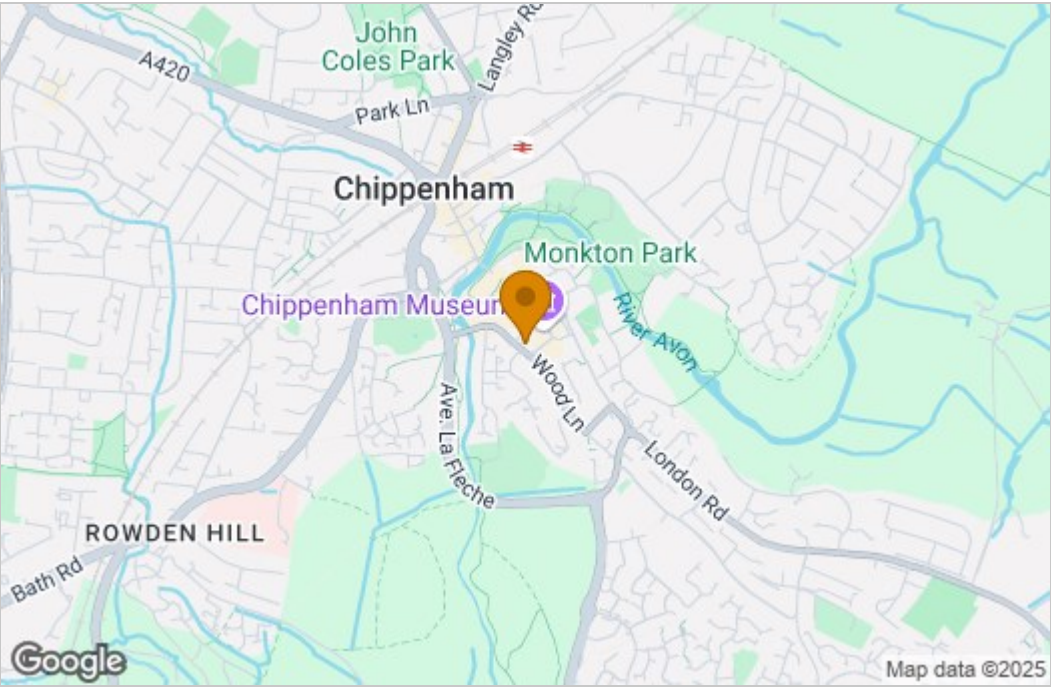 John
Coles Park
Langley Rd
A420
Park Ln
Chippenham
Monkton Park
Chippenham Museum
River Avon
Wood Ln
Ave. La Fleche
London Rd
ROWDEN HILL
Bath Rd
Google
Map data ©2025